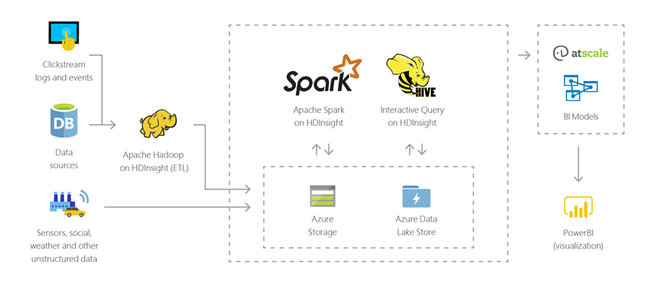 Clickstream
logs and events
DB
Data
sources
Sensors, social,
weather and other
unstructured data
Apache Hadoop
on HDInsight (ETL)
Spark
Apache Spark
on HDInsight
HIVE
Interactive Query
on HDInsight
Azure
Storage
Azure Data
Lake Store
atscale
BI Models
PowerBI
(visualization)